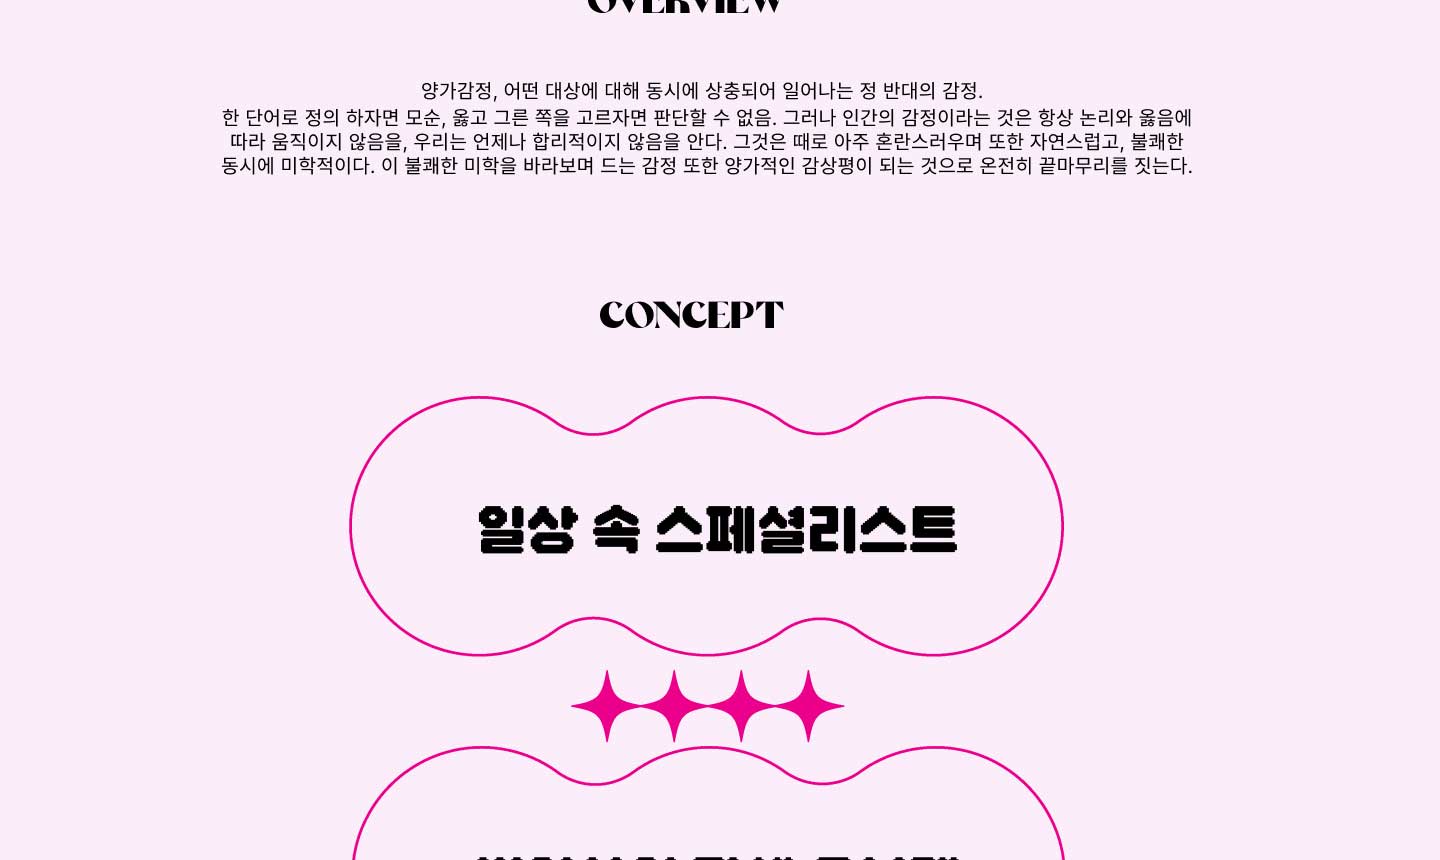 OVERVIEW
양가감정, 어떤 대상에 대해 동시에 상충되어 일어나는 정 반대의 감정.
한 단어로 정의 하자면 모순, 옳고 그른 쪽을 고르자면 판단할 수 없음. 그러나 인간의 감정이라는 것은 항상 논리와 옳음에
따라 움직이지 않음을, 우리는 언제나 합리적이지 않음을 안다. 그것은 때로 아주 혼란스러우며 또한 자연스럽고, 불쾌한
동시에 미학적이다. 이 불쾌한 미학을 바라보며 드는 감정 또한 양가적인 감상평이 되는 것으로 온전히 끝마무리를 짓는다.
CONCEPT
일상 속 스페셜리스트